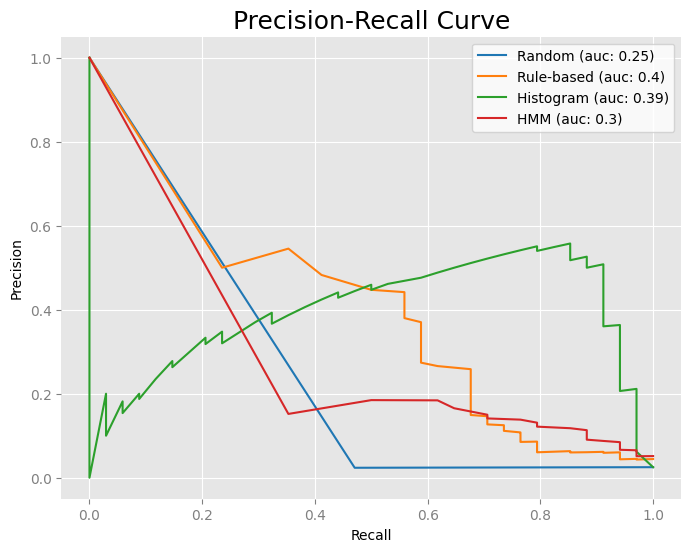 Precision-Recall Curve
Random (auc: 0.25)
Rule-based (auc: 0.4)
Histogram (auc: 0.39)
HMM (auc: 0.3)
Precision
1.0
0.8
0.6
0.4
0.2
0.0
0.0 0.2 0.4 0.6 0.8 1.0
Recall